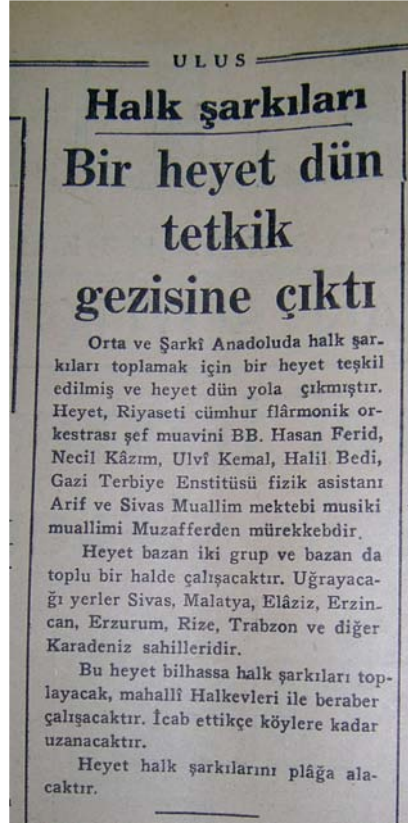 ULUS
Halk şarkıları
Bir heyet dün
tetkik
gezisine çıktı
Orta ve Şarkî Anadoluda halk şar-
kıları toplamak için bir heyet teşkil
edilmiş ve heyet dün yola çıkmıştır.
Heyet, Riyaseti cümhur flârmonik or-
kestrası şef muavini BB. Hasan Ferid,
Necil Kâzım, Ulvî Kemal, Halil Bedi,
Gazi Terbiye Enstitüsü fizik asistanı
Arif ve Sivas Muallim mektebi musiki
muallimi Muzafferden mürekkebdir.
Heyet bazan iki grup ve bazan da
toplu bir halde çalışacaktır. Uğrayaca-
ğı yerler Sivas, Malatya, Elâziz, Erzin-
can, Erzurum, Rize, Trabzon ve diğer
Karadeniz sahilleridir.
Bu heyet bilhassa halk şarkıları top-
layacak, mahallî Halkevleri ile beraber
çalışacaktır. İcab ettikçe köylere kadar
uzanacaktır.
Heyet halk şarkılarını plâğa ala-
caktır.